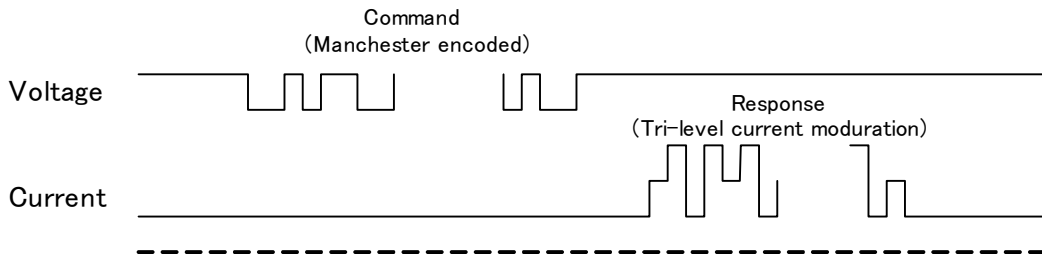 Command
(Manchester encoded)
Voltage
Response
(Tri-level current moduration)
Current